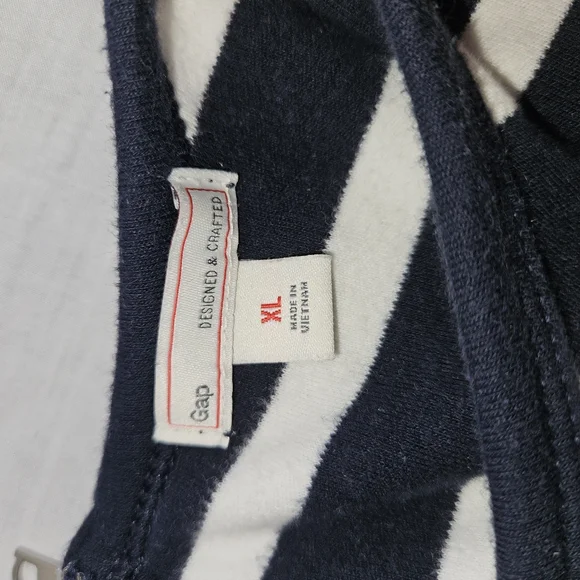 Gap
DESIGNED & CRAFTED
XL
MADE IN
VIETNAM